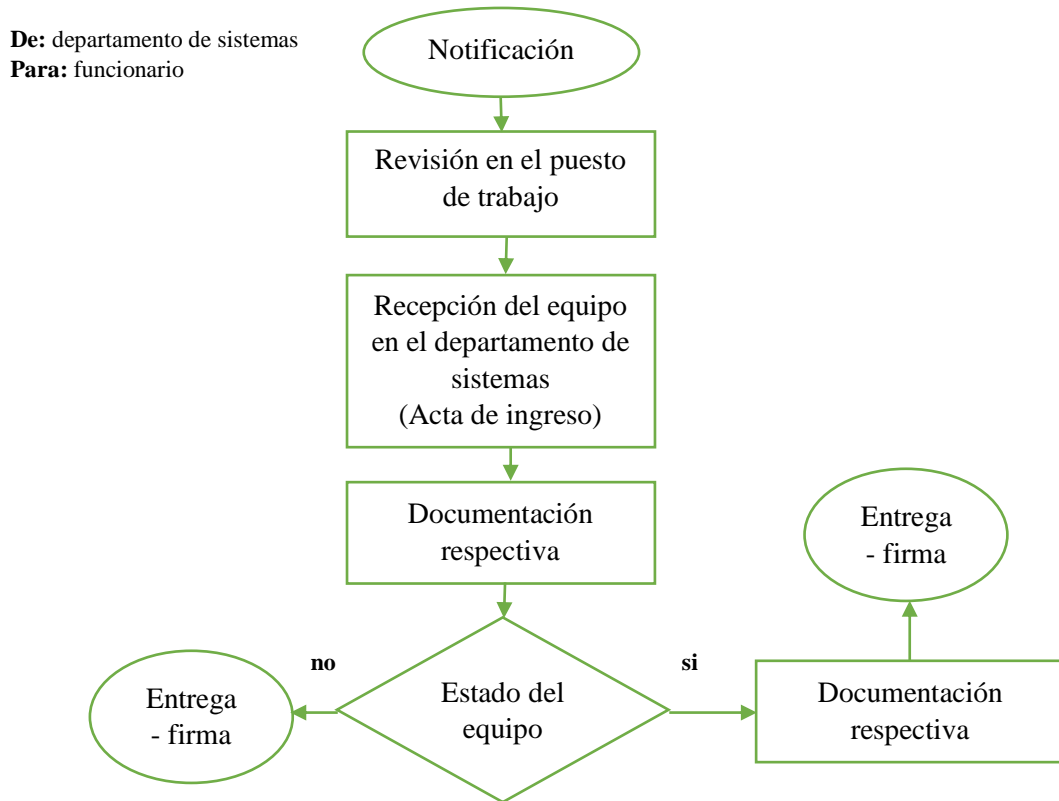 De: departamento de sistemas
Para: funcionario
Notificación
Revisión en el puesto
de trabajo
Recepción del equipo
en el departamento de
sistemas
(Acta de ingreso)
Documentación
respectiva
Entrega
- firma
no
si
Entrega
- firma
Estado del
equipo
Documentación
respectiva